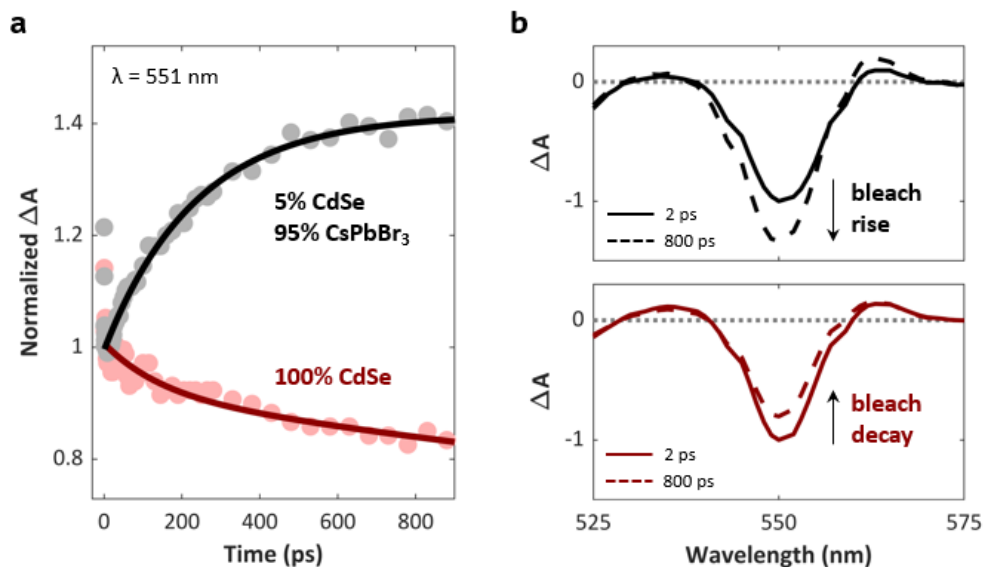 a
λ = 551 nm
1.4
1.2
1
0.8
Normalized ΔA
5% CdSe
95% CsPbBr₃
100% CdSe
0
200
400
600
800
Time (ps)
b
0
-1
ΔA
bleach
rise
2 ps
800 ps
0
-1
ΔA
bleach
decay
2 ps
800 ps
525
550
575
Wavelength (nm)